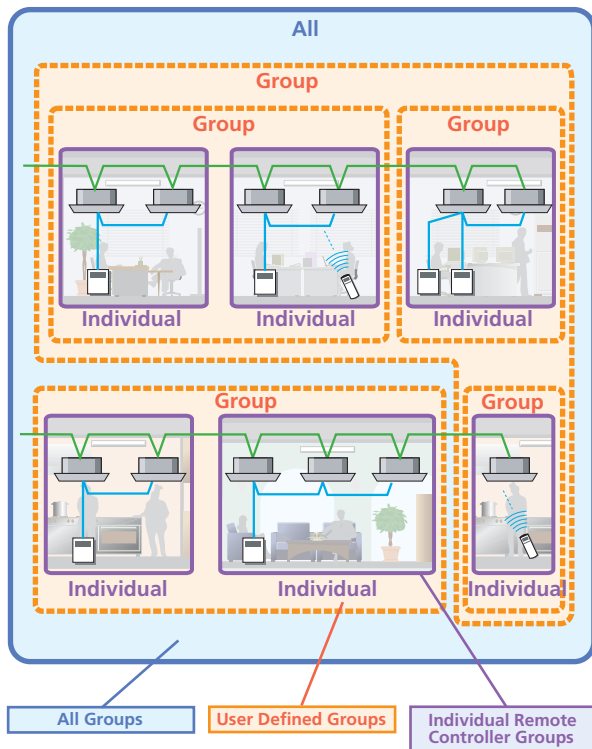 All
Group
Group
Group
Individual
Individual
Individual
Group
Group
Individual
Individual
Individual
All Groups
User Defined Groups
Individual Remote
Controller Groups